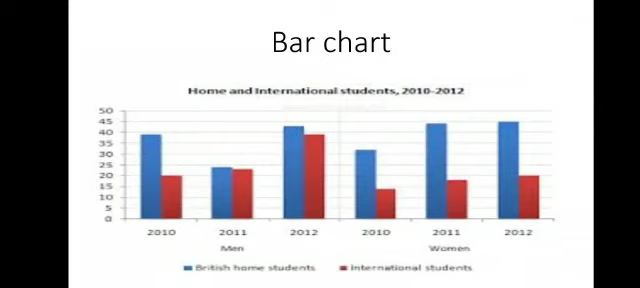 Bar chart
Home and International students, 2010-2012
50
45
40
35
30
25
20
15
10
5
0
2010 2011 2012 2010 2011 2012
Men Women
British home students International students